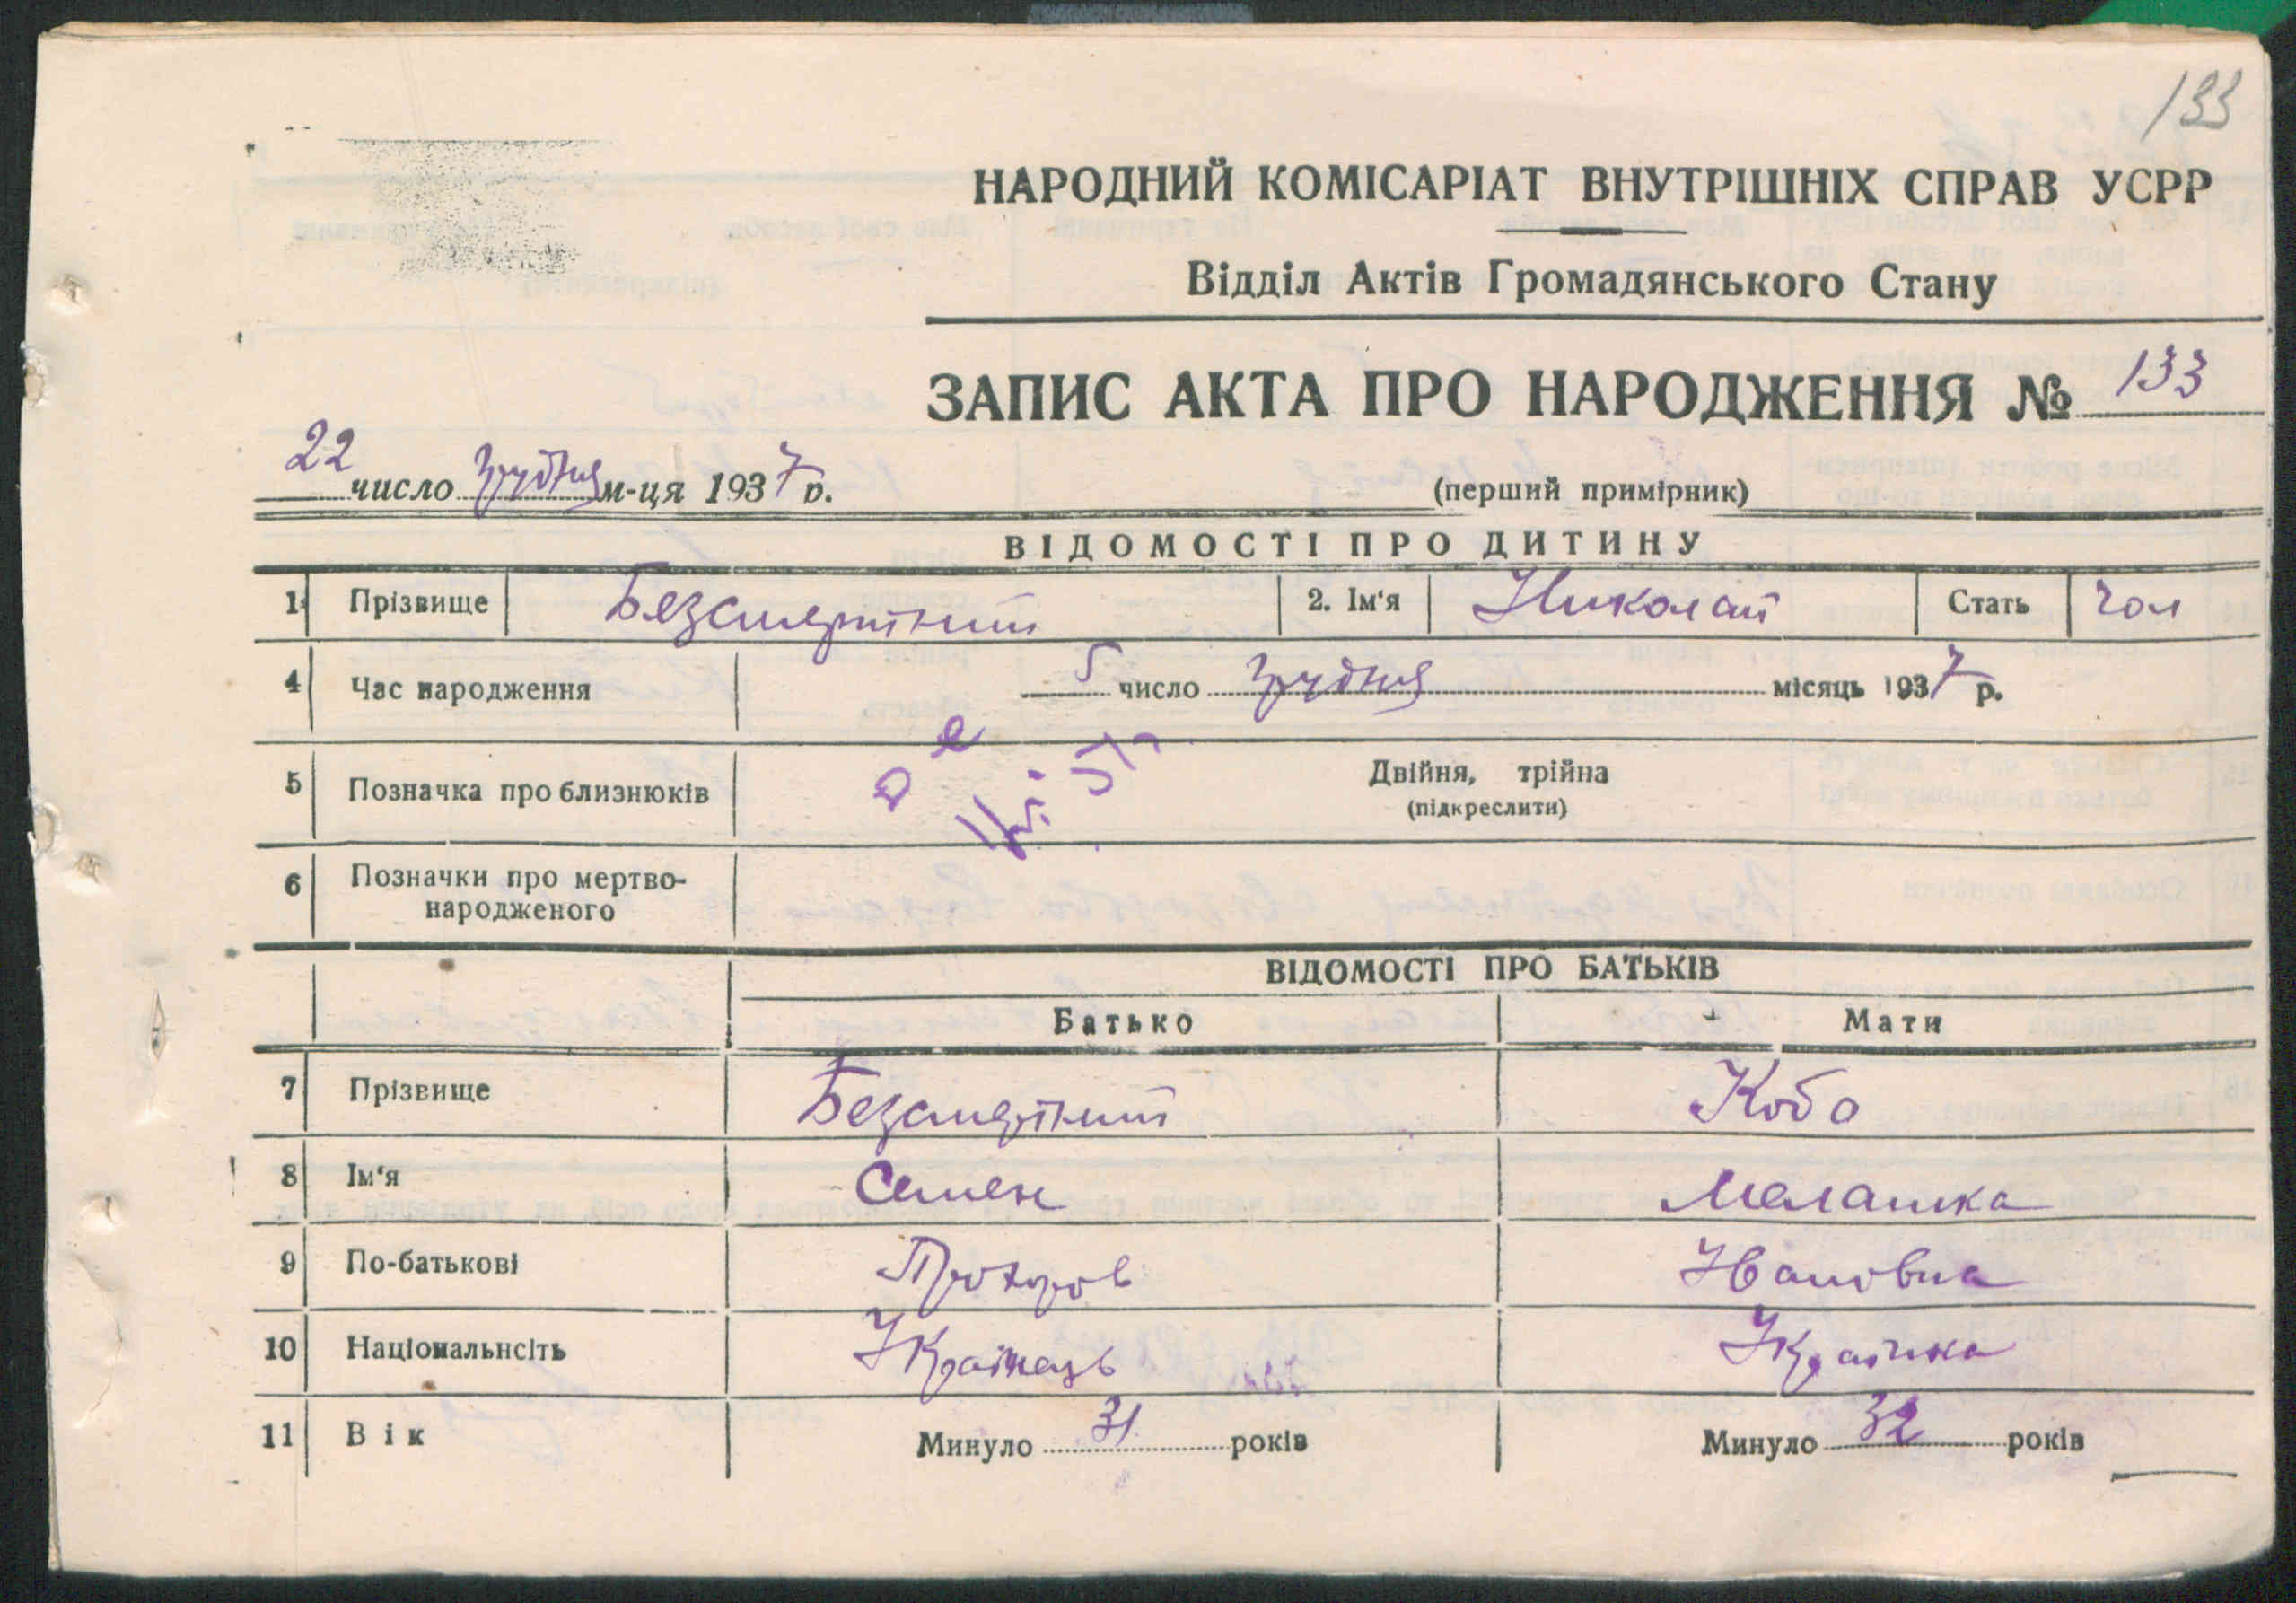 133
НАРОДНИЙ КОМІСАРІАТ ВНУТРІШНІХ СПРАВ УСРР
Відділ Актів Громадянського Стану
ЗАПИС АКТА ПРО НАРОДЖЕННЯ № 133
22 число грудня м-ця 1937 р.
(перший примірник)
ВІДОМОСТІ ПРО ДИТИНУ
1 Прізвище Безсмертний 2. Ім'я Николай Стать чол
4 Час народження 5 число грудня місяць 1937 р.
5 Позначка про близнюків Двійня, трійна
(підкреслити)
6 Позначки про мертво-
народженого
ВІДОМОСТІ ПРО БАТЬКІВ
Батько Мати
7 Прізвище Безсмертний Коба
8 Ім'я Семен Мелашка
9 По-батькові Прохоров Ивановна
10 Національнсіть Українець Українка
11 Вік Минуло 31 років Минуло 32 років